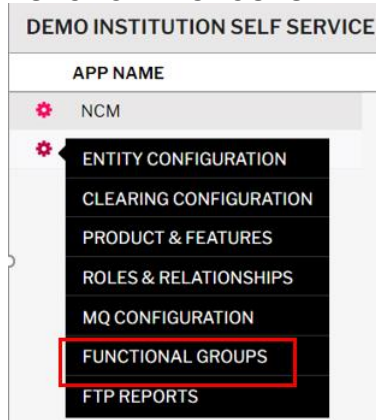 DEMO INSTITUTION SELF SERVICE
APP NAME
NCM
ENTITY CONFIGURATION
CLEARING CONFIGURATION
PRODUCT & FEATURES
ROLES & RELATIONSHIPS
MQ CONFIGURATION
FUNCTIONAL GROUPS
FTP REPORTS